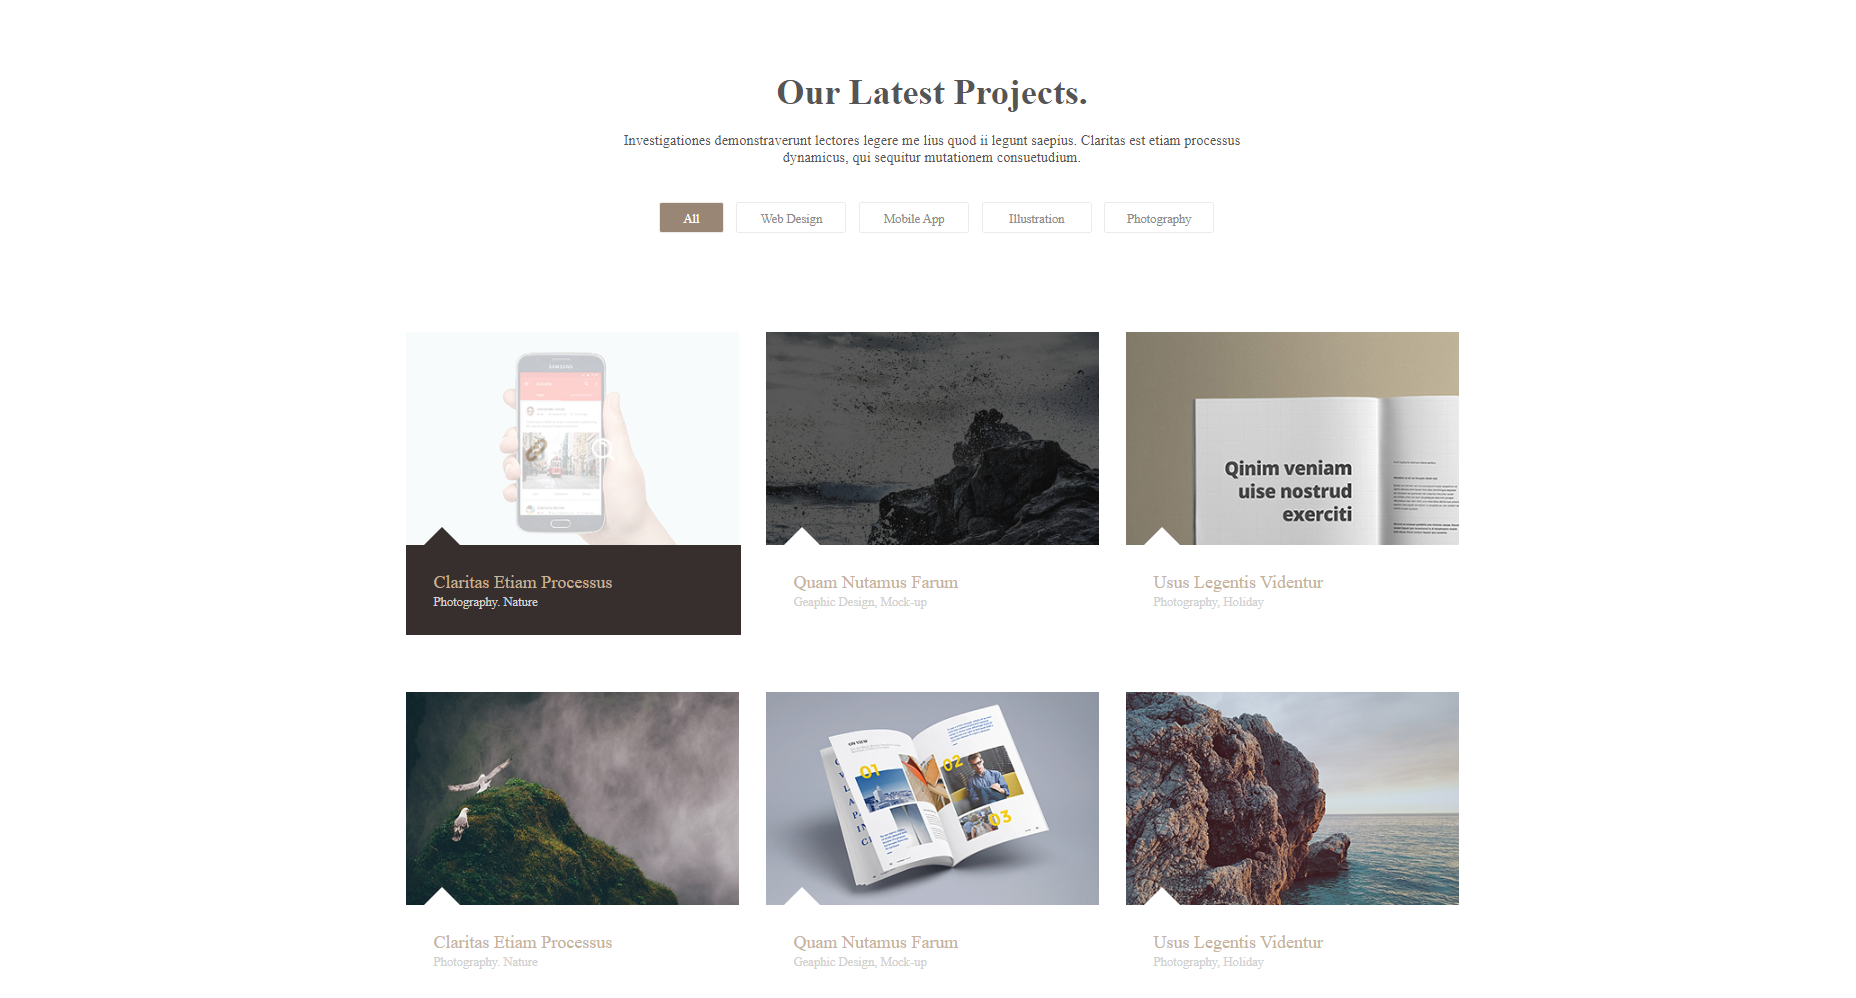 Our Latest Projects.
Investigationes demonstraverunt lectores legere me lius quod ii legunt saepius. Claritas est etiam processus
dynamicus, qui sequitur mutationem consuetudium.
All
Web Design
Mobile App
Illustration
Photography
SAMSUNG
Qinim veniam
uise nostrud
exerciti
Claritas Etiam Processus
Photography. Nature
Quam Nutamus Farum
Geaphic Design, Mock-up
Usus Legentis Videntur
Photography, Holiday
ON VIEW
01
02
03
Claritas Etiam Processus
Photography. Nature
Quam Nutamus Farum
Geaphic Design, Mock-up
Usus Legentis Videntur
Photography, Holiday